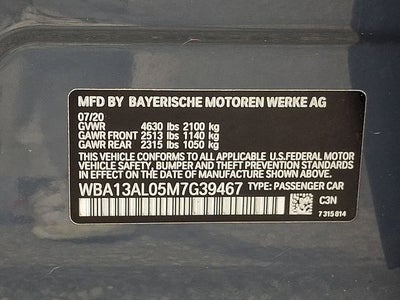 MFD BY BAYERISCHE MOTOREN WERKE AG
07/20
GVWR 4630 lbs 2100 kg
GAWR FRONT 2513 lbs 1140 kg
GAWR REAR 2315 lbs 1050 kg
THIS VEHICLE CONFORMS TO ALL APPLICABLE U.S. FEDERAL MOTOR
VEHICLE SAFETY, BUMPER, AND THEFT PREVENTION STANDARDS
IN EFFECT ON THE DATE OF MANUFACTURE SHOWN ABOVE.
WBA13AL05M7G39467 TYPE: PASSENGER CAR
C3N
7 315 814